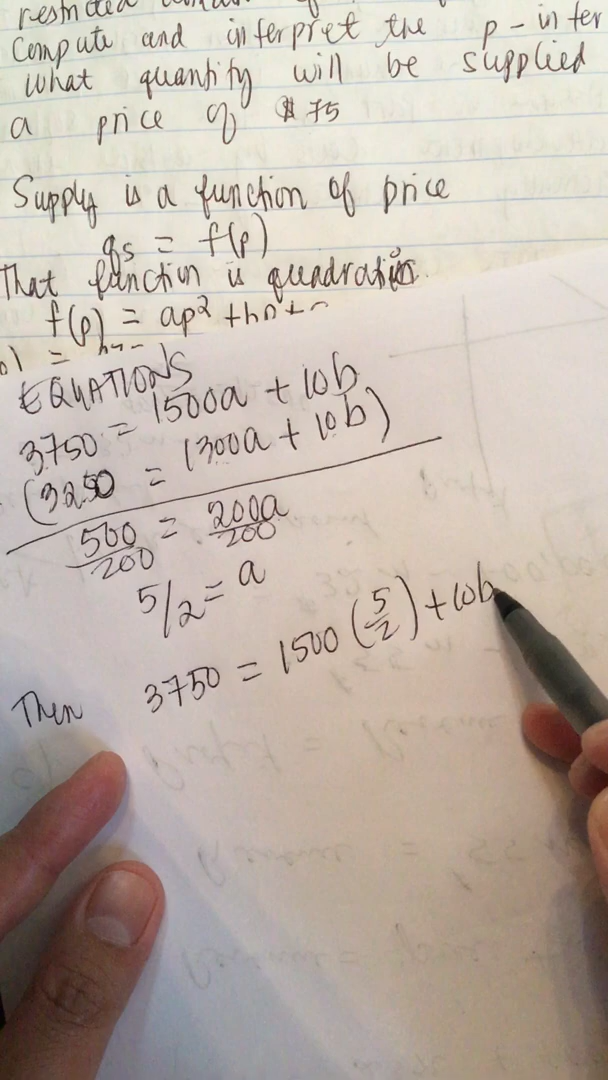 Compute and interpret the p-inter
What quantity will be supplied
a price of $75
Supply is a function of price
qs = f(p)
That function is quadratic
f(p) = ap² +
EQUATIONS
3750 = 1500a + 10b
(3250 = 1300a + 10b)
500/200 = 200a/200
5/2 = a
Then 3750 = 1500 (5/2) + 10b